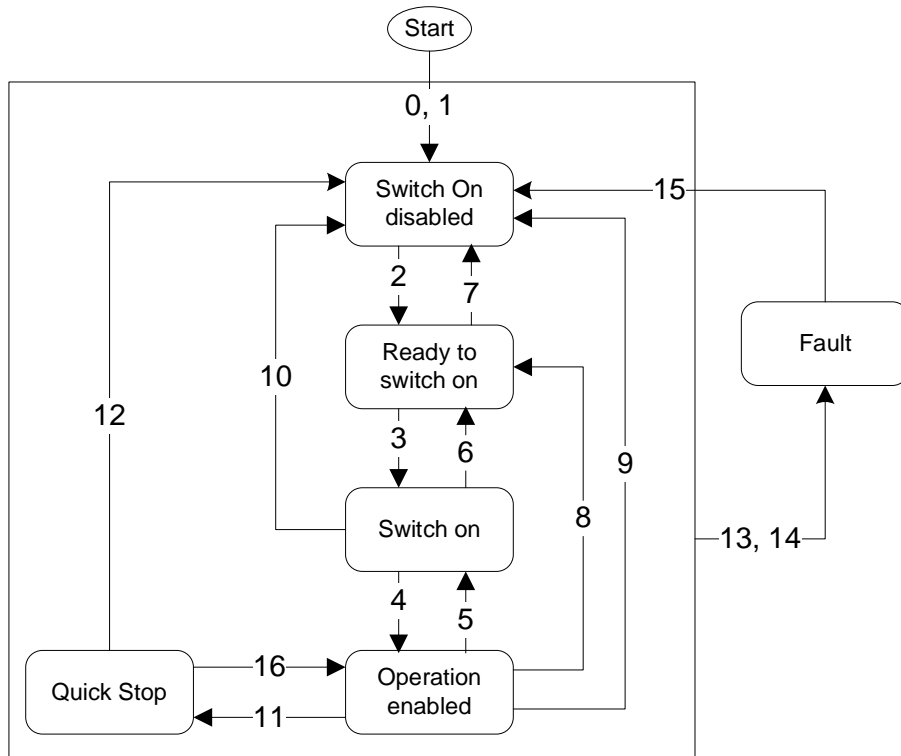 Start
0, 1
Switch On
disabled
15
2
7
Ready to
switch on
Fault
10
12
3
6
9
8
Switch on
13, 14
4
5
16
Operation
enabled
Quick Stop
11